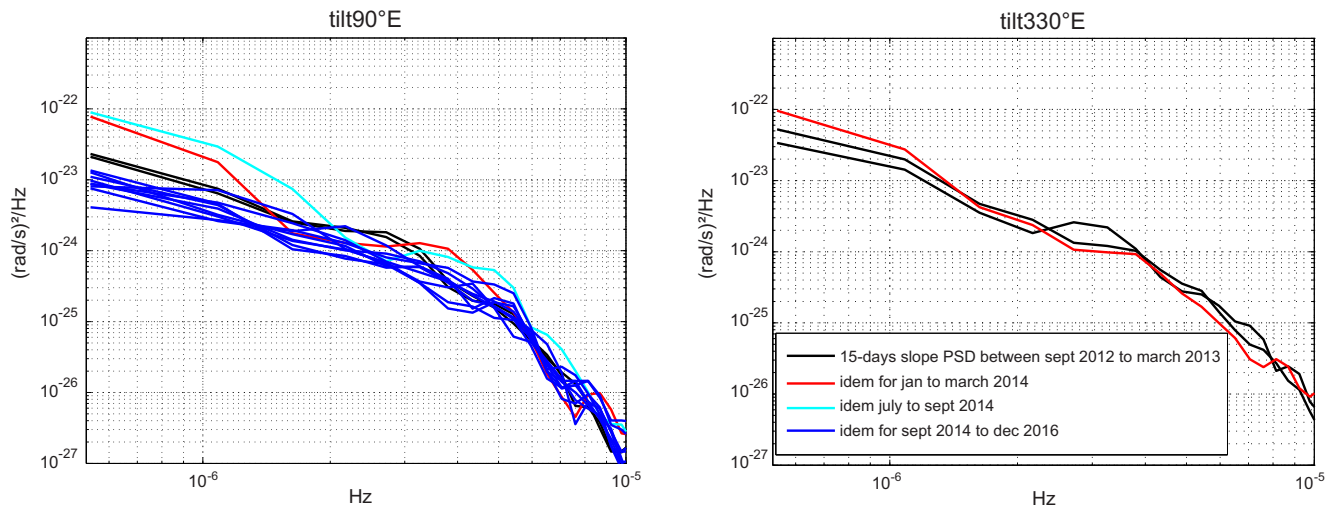 tilt90°E
10⁻²²
10⁻²³
10⁻²⁴
10⁻²⁵
10⁻²⁶
10⁻²⁷
(rad/s)²/Hz
10⁻⁶
10⁻⁵
Hz
tilt330°E
10⁻²²
10⁻²³
10⁻²⁴
10⁻²⁵
10⁻²⁶
10⁻²⁷
(rad/s)²/Hz
15-days slope PSD between sept 2012 to march 2013
idem for jan to march 2014
idem july to sept 2014
idem for sept 2014 to dec 2016
10⁻⁶
10⁻⁵
Hz